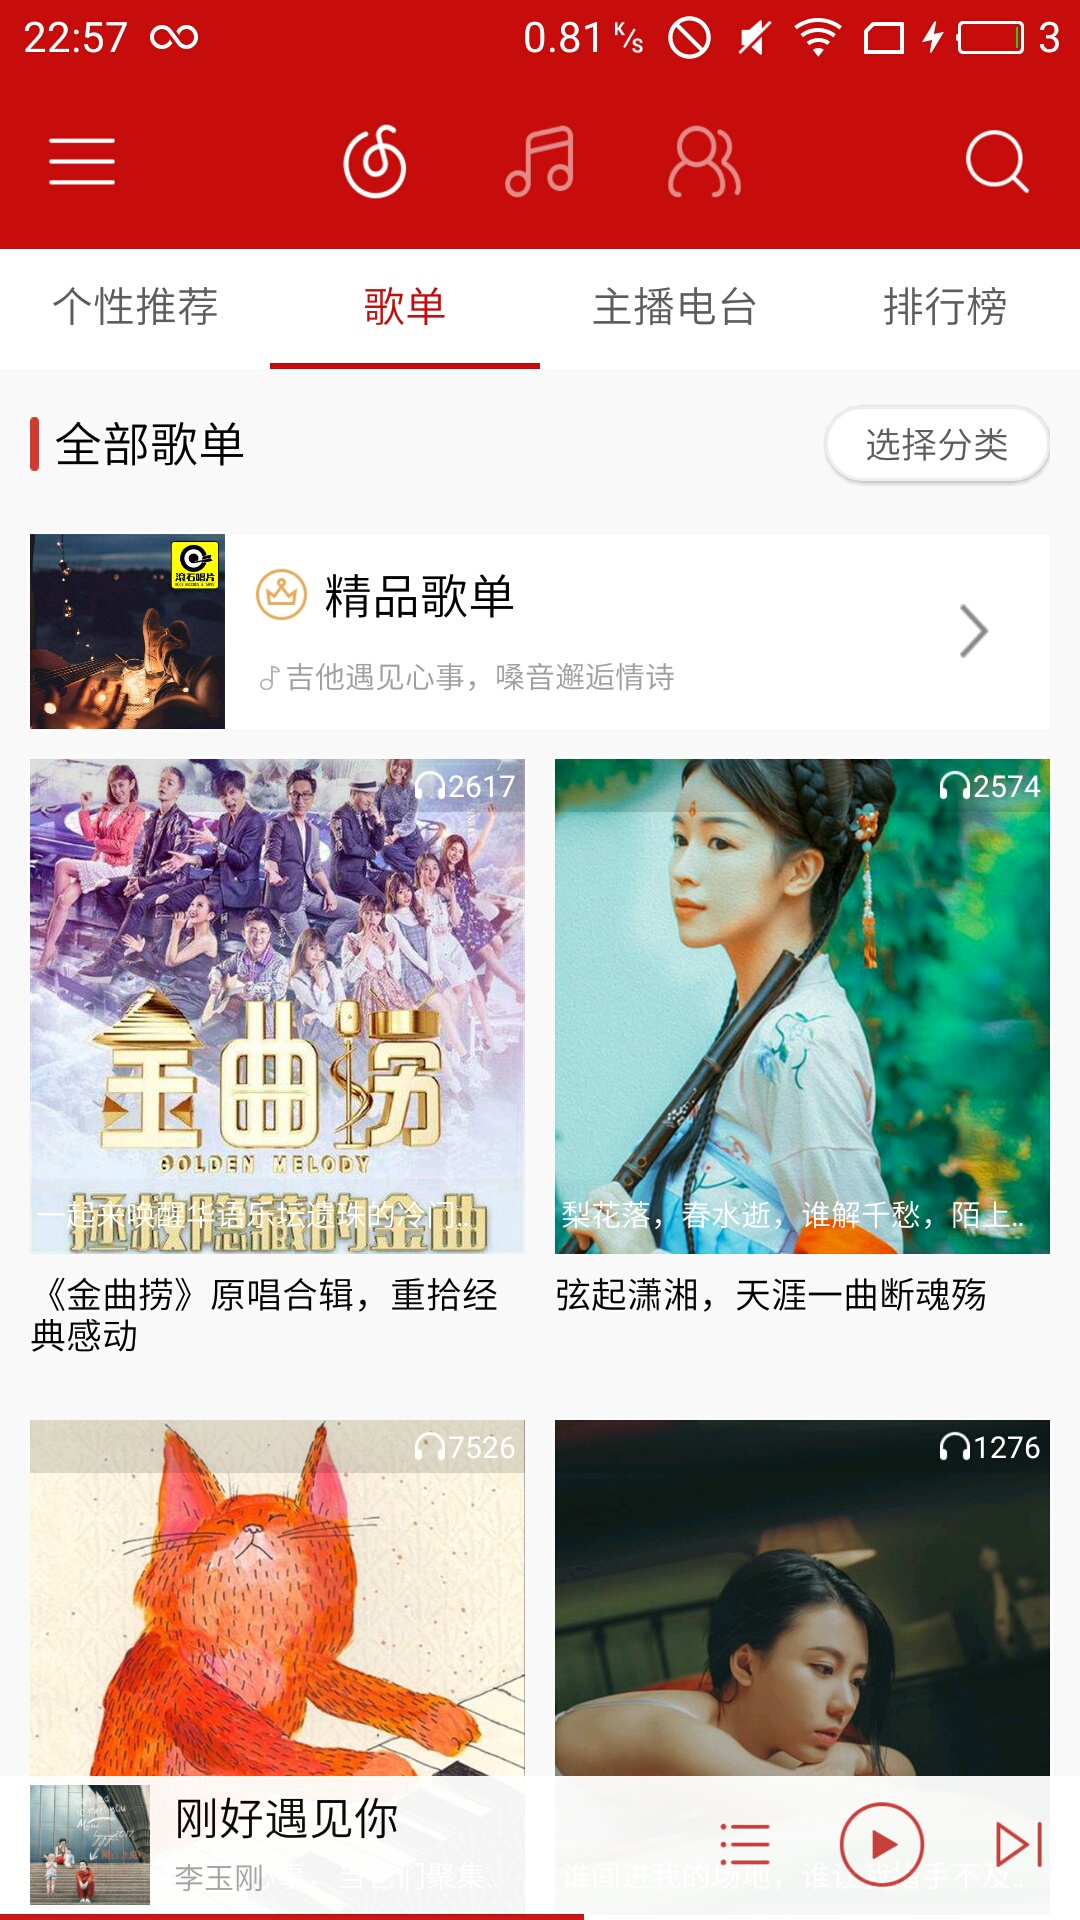 22:57
0.81 K/s
3
个性推荐
歌单
主播电台
排行榜
全部歌单
选择分类
滚石唱片
精品歌单
吉他遇见心事，嗓音邂逅情诗
2617
金曲捞
GOLDEN MELODY
拯救隐藏的金曲
一起来唤醒华语乐坛遗珠的冷门..
《金曲捞》原唱合辑，重拾经
典感动
2574
梨花落，春水逝，谁解千愁，陌上..
弦起潇湘，天涯一曲断魂殇
7526
1276
刚好遇见你
李玉刚
事，当它们聚集...
谁闯进我的场地，谁让我措手不及..